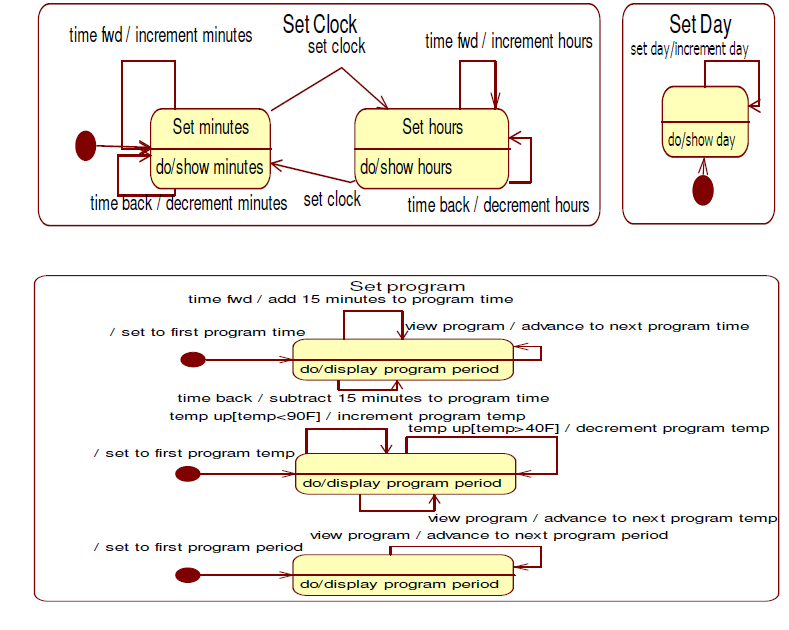 Set Clock
time fwd / increment minutes
set clock
time fwd / increment hours
Set minutes
do/show minutes
Set hours
do/show hours
time back / decrement minutes
set clock
time back / decrement hours
Set Day
set day/increment day
do/show day
Set program
time fwd / add 15 minutes to program time
/ set to first program time
view program / advance to next program time
do/display program period
time back / subtract 15 minutes to program time
temp up[temp<90F] / increment program temp
temp up[temp>40F] / decrement program temp
/ set to first program temp
do/display program period
view program / advance to next program temp
view program / advance to next program period
/ set to first program period
do/display program period